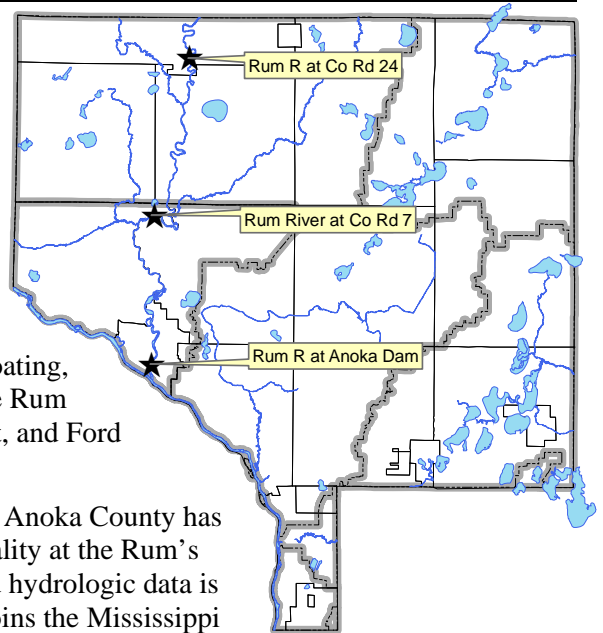 Rum R at Co Rd 24
Rum River at Co Rd 7
Rum R at Anoka Dam
oating,
e Rum
t, and Ford
Anoka County has
ality at the Rum's
hydrologic data is
oins the Mississippi